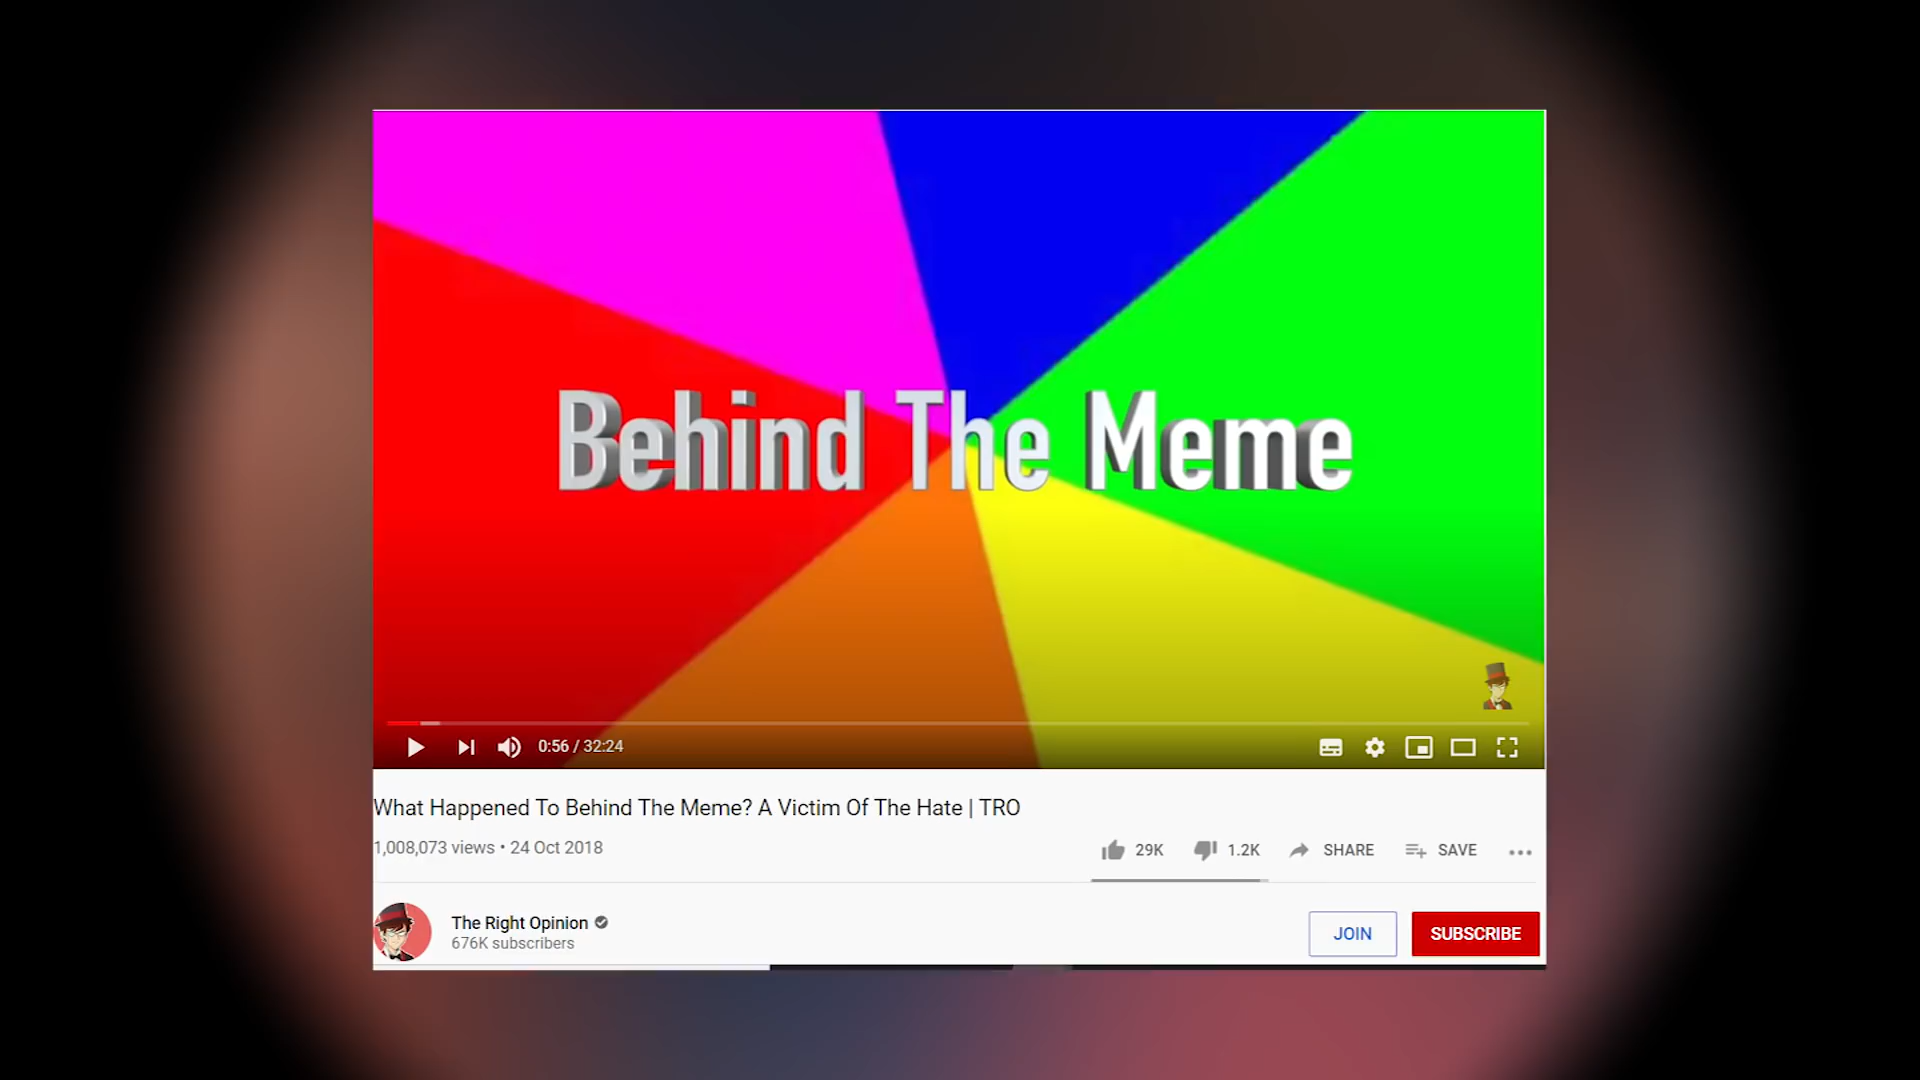 Behind The Meme
0:56 / 32:24
What Happened To Behind The Meme? A Victim Of The Hate | TRO
1,008,073 views • 24 Oct 2018
29K 1.2K SHARE SAVE
The Right Opinion
676K subscribers
JOIN SUBSCRIBE